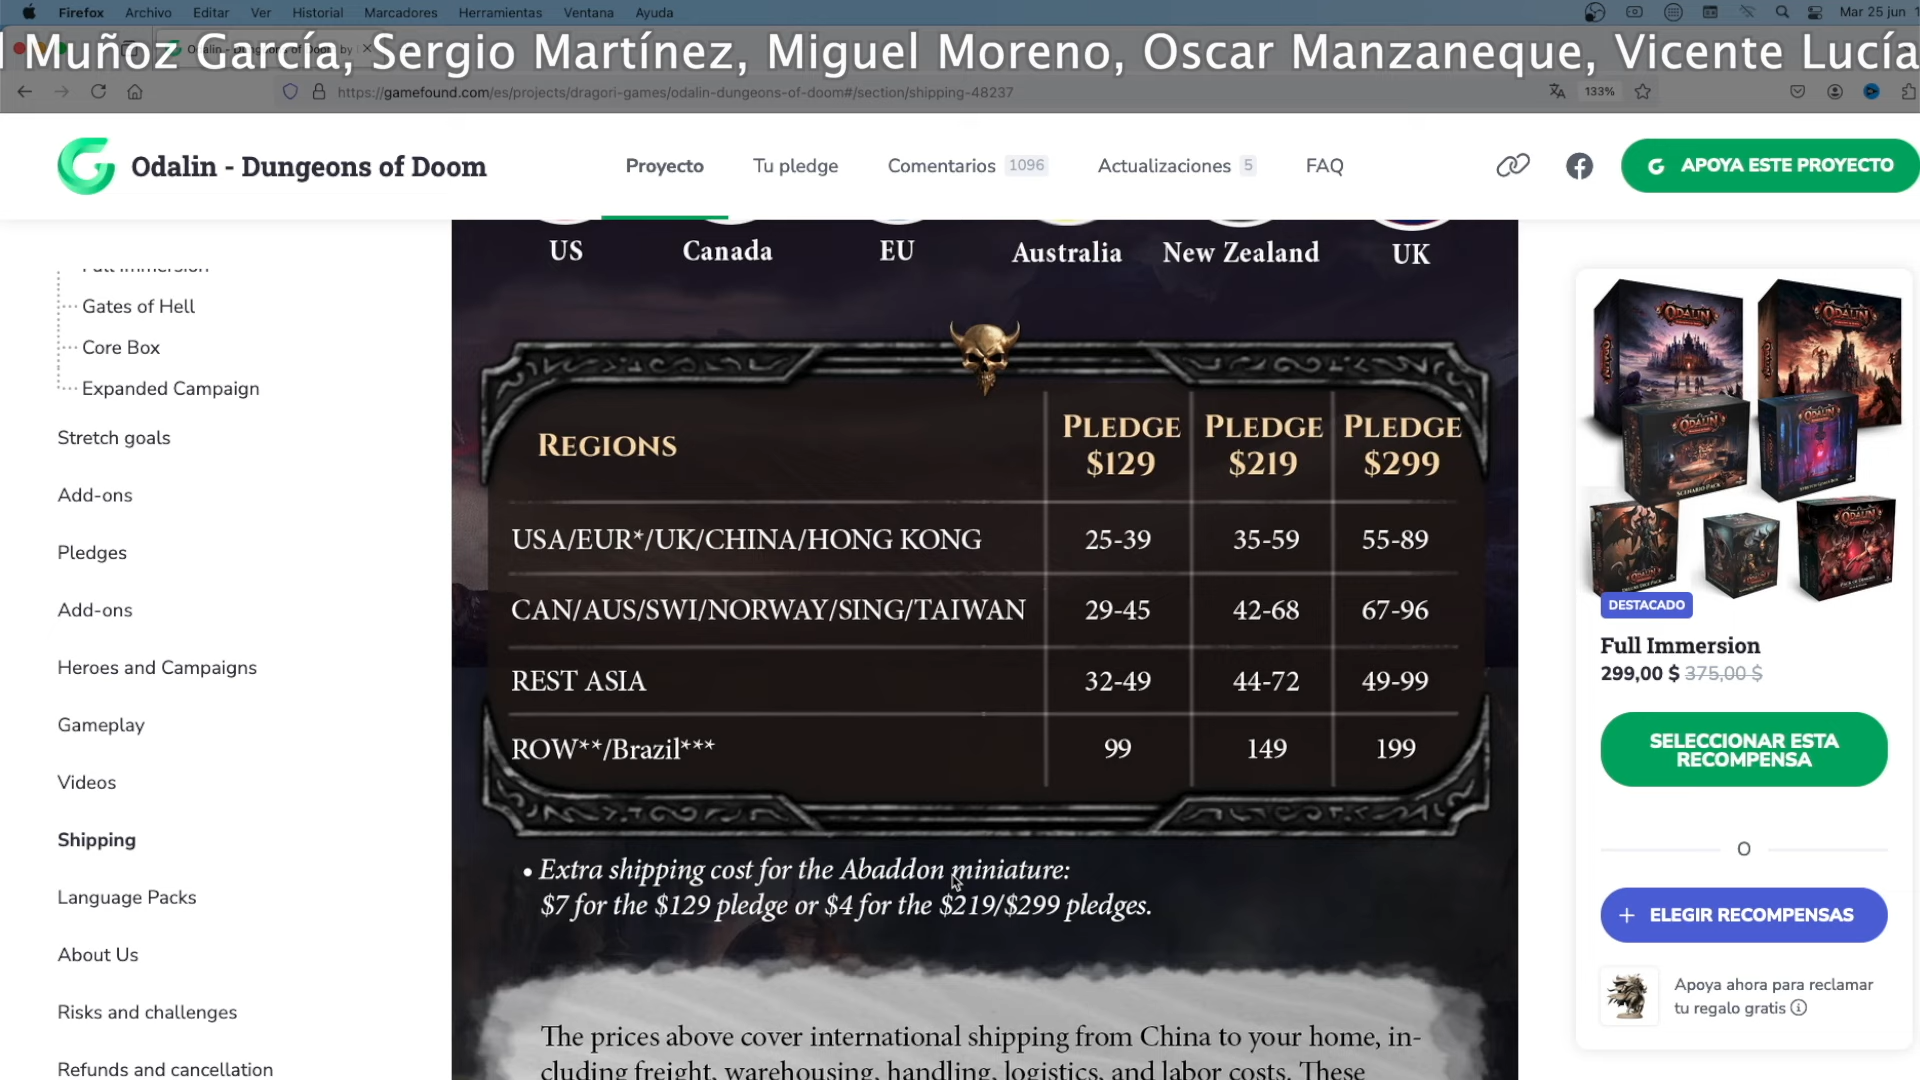 Firefox Archivo Editar Ver Historial Marcadores Herramientas Ventana Ayuda Mar 25 jun
Muñoz García, Sergio Martínez, Miguel Moreno, Oscar Manzaneque, Vicente Lucía
https://gamefound.com/es/projects/dragori-games/odalin-dungeons-of-doom#/section/shipping-48237 133%
Odalin - Dungeons of Doom Proyecto Tu pledge Comentarios 1096 Actualizaciones 5 FAQ APOYA ESTE PROYECTO
Full Immersion
Gates of Hell
Core Box
Expanded Campaign
Stretch goals
Add-ons
Pledges
Add-ons
Heroes and Campaigns
Gameplay
Videos
Shipping
Language Packs
About Us
Risks and challenges
Refunds and cancellation
US Canada EU Australia New Zealand UK
REGIONS PLEDGE $129 PLEDGE $219 PLEDGE $299
USA/EUR*/UK/CHINA/HONG KONG 25-39 35-59 55-89
CAN/AUS/SWI/NORWAY/SING/TAIWAN 29-45 42-68 67-96
REST ASIA 32-49 44-72 49-99
ROW**/Brazil*** 99 149 199
• Extra shipping cost for the Abaddon miniature:
$7 for the $129 pledge or $4 for the $219/$299 pledges.
The prices above cover international shipping from China to your home, in-
cluding freight, warehousing, handling, logistics, and labor costs. These
ODALIN
ODALIN
ODALIN
SCENARIO PACK
ODALIN
DESTACADO
Full Immersion
299,00 $ 375,00 $
SELECCIONAR ESTA
RECOMPENSA
O
+ ELEGIR RECOMPENSAS
Apoya ahora para reclamar
tu regalo gratis